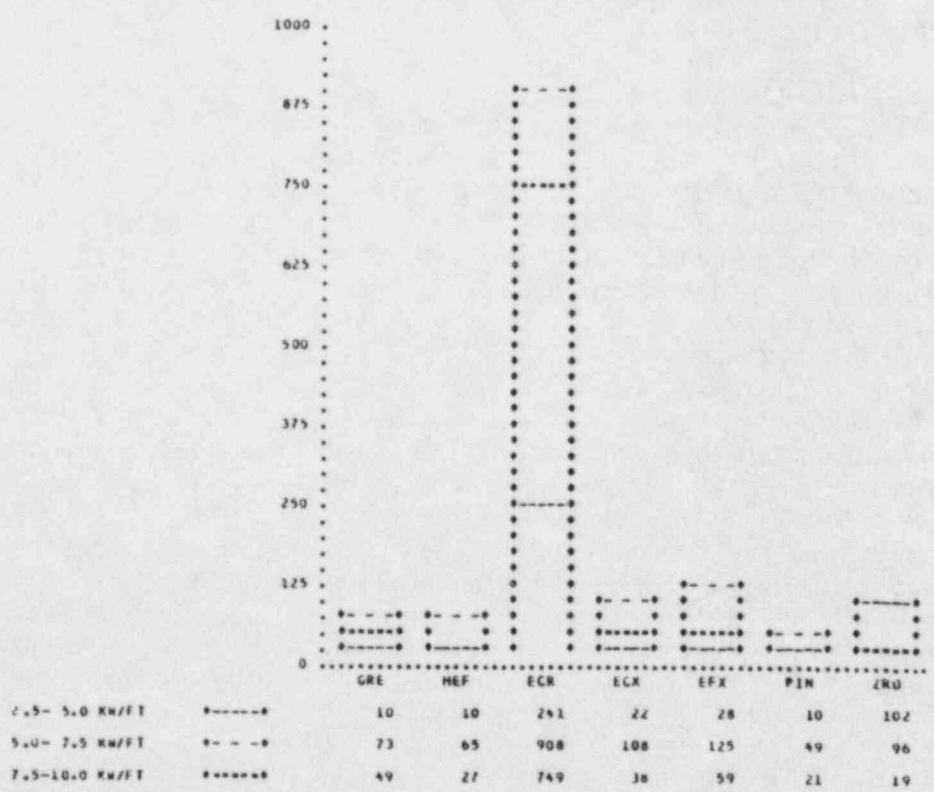 1000
875
750
625
500
375
250
125
0
GRE HEF ECR EGX EFX PIN ZRO
2.5- 5.0 KW/FT 10 10 241 22 28 10 102
5.0- 7.5 KW/FT 73 65 908 108 125 49 96
7.5-10.0 KW/FT 49 27 749 38 59 21 19